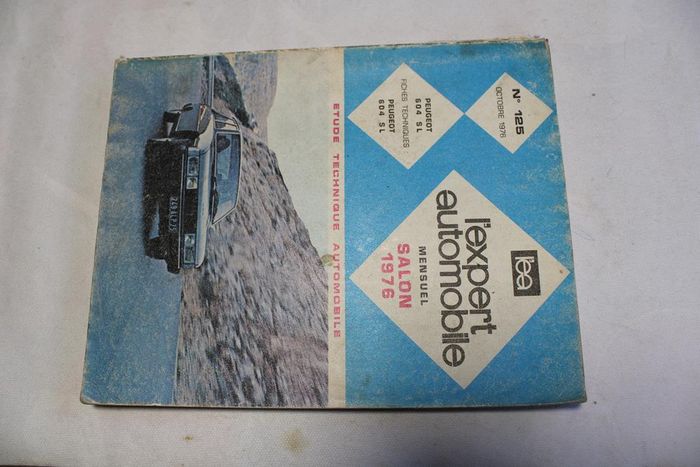 lea
l'expert
automobile
MENSUEL
SALON
1976
N° 125
OCTOBRE 1976
FICHES TECHNIQUES :
PEUGEOT
604 SL
PEUGEOT
604 SL
ETUDE TECHNIQUE AUTOMOBILE